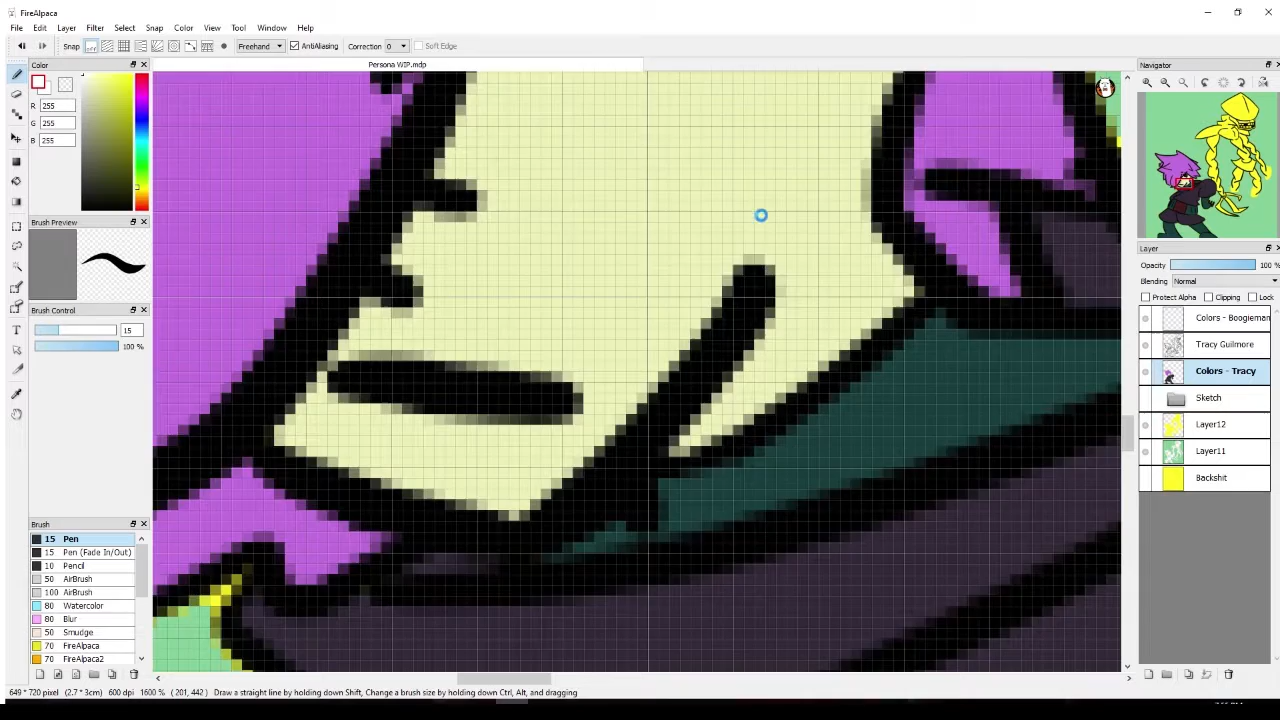 FireAlpaca
File Edit Layer Filter Select Snap Color View Tool Window Help
Snap OFF Freehand AntiAliasing Correction 0 Soft Edge
Color
Persona WIP.mdp
Navigator
R 255
G 255
B 255
Brush Preview
Layer
Opacity 100 %
Blending Normal
Protect Alpha Clipping Lock
Brush Control
15
100 %
Colors - Boogieman
Tracy Guilmore
Colors - Tracy
Sketch
Layer12
Layer11
Backshit
Brush
15 Pen
15 Pen (Fade In/Out)
10 Pencil
50 AirBrush
100 AirBrush
80 Watercolor
80 Blur
50 Smudge
70 FireAlpaca
70 FireAlpaca2
649 * 720 pixel (2.7 * 3cm) 600 dpi 1600 % (201, 442) Draw a straight line by holding down Shift, Change a brush size by holding down Ctrl, Alt, and dragging